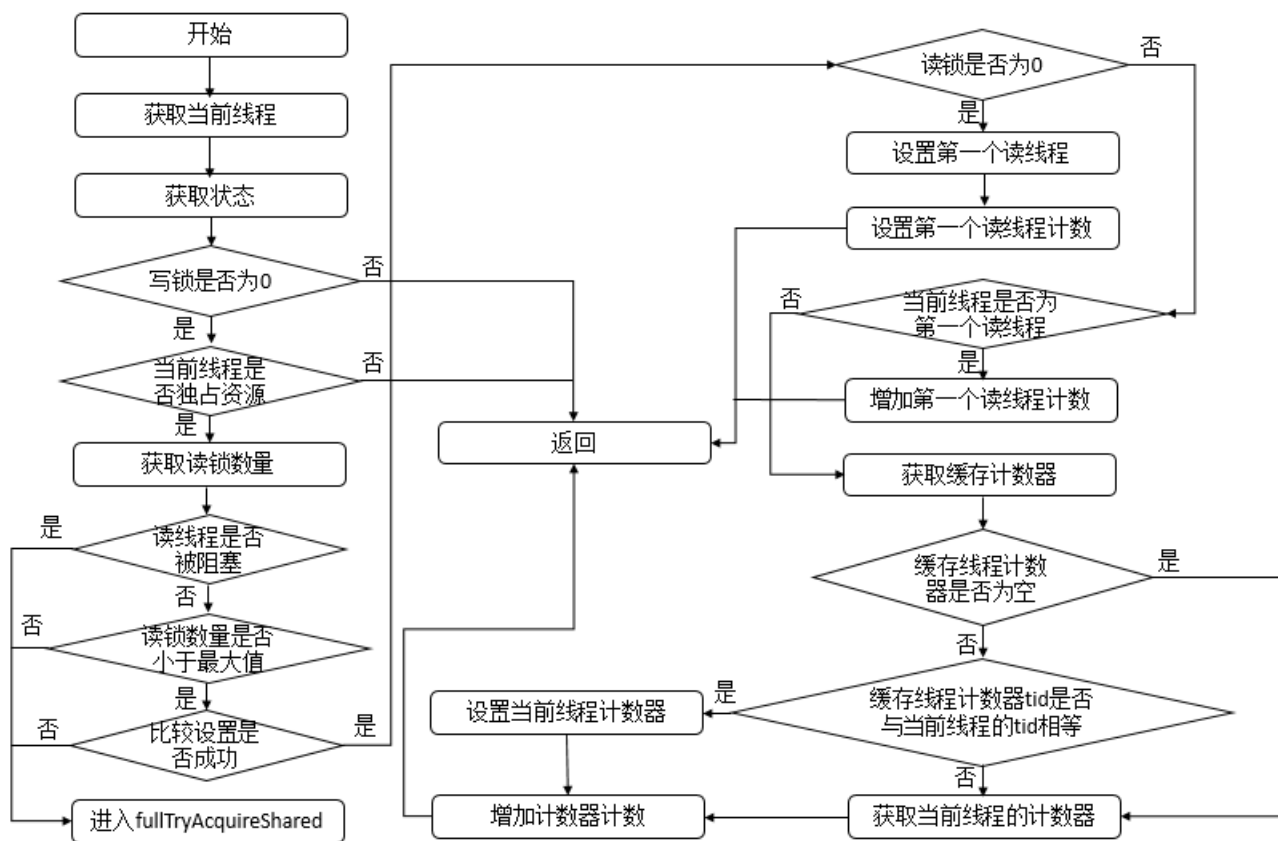 开始
获取当前线程
获取状态
写锁是否为0
否
是
当前线程是
否独占资源
否
是
获取读锁数量
读线程是否
被阻塞
是
否
读锁数量是否
小于最大值
否
是
比较设置是
否成功
否
是
进入fullTryAcquireShared
读锁是否为0
否
是
设置第一个读线程
设置第一个读线程计数
当前线程是否为
第一个读线程
否
是
增加第一个读线程计数
返回
获取缓存计数器
缓存线程计数
器是否为空
是
否
缓存线程计数器tid是否
与当前线程的tid相等
是
否
设置当前线程计数器
增加计数器计数
获取当前线程的计数器